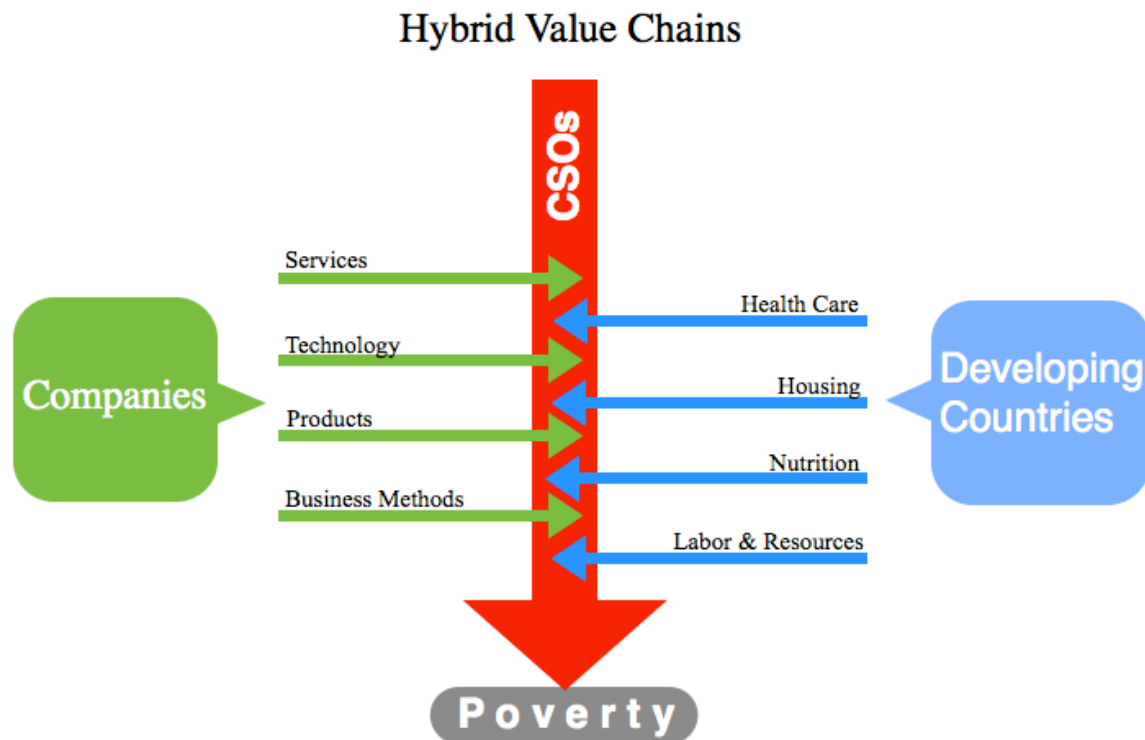 Hybrid Value Chains
CSOs
Services
Health Care
Technology
Companies
Developing
Countries
Housing
Products
Nutrition
Business Methods
Labor & Resources
Poverty